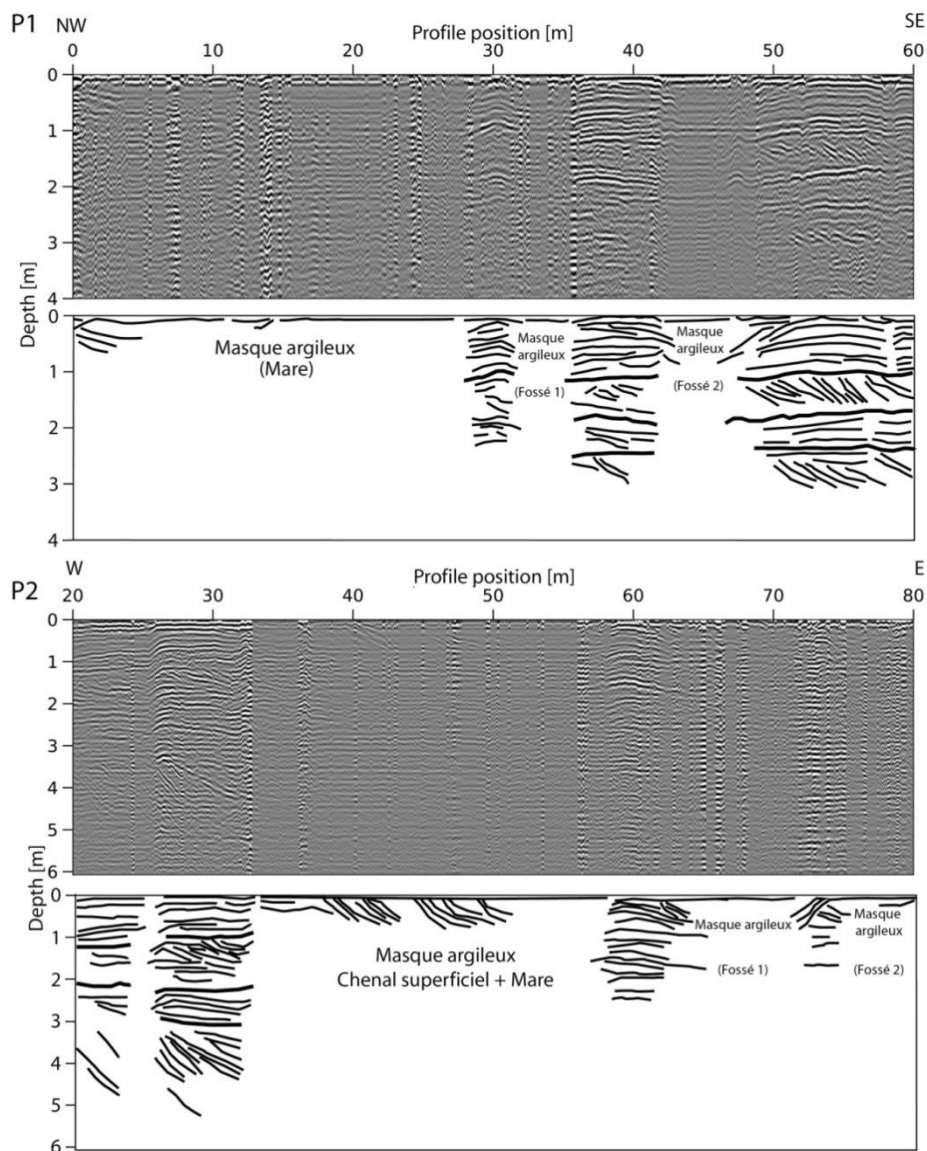 P1 NW Profile position [m] SE
0 10 20 30 40 50 60
0
1
2
3
4
Depth [m]
0
1
2
3
4
Masque argileux
(Mare)
Masque
argileux
(Fossé 1)
Masque
argileux
(Fossé 2)
P2 W Profile position [m] E
20 30 40 50 60 70 80
0
1
2
3
4
5
6
Depth [m]
0
1
2
3
4
5
6
Masque argileux
Chenal superficiel + Mare
Masque argileux
(Fossé 1)
Masque
argileux
(Fossé 2)